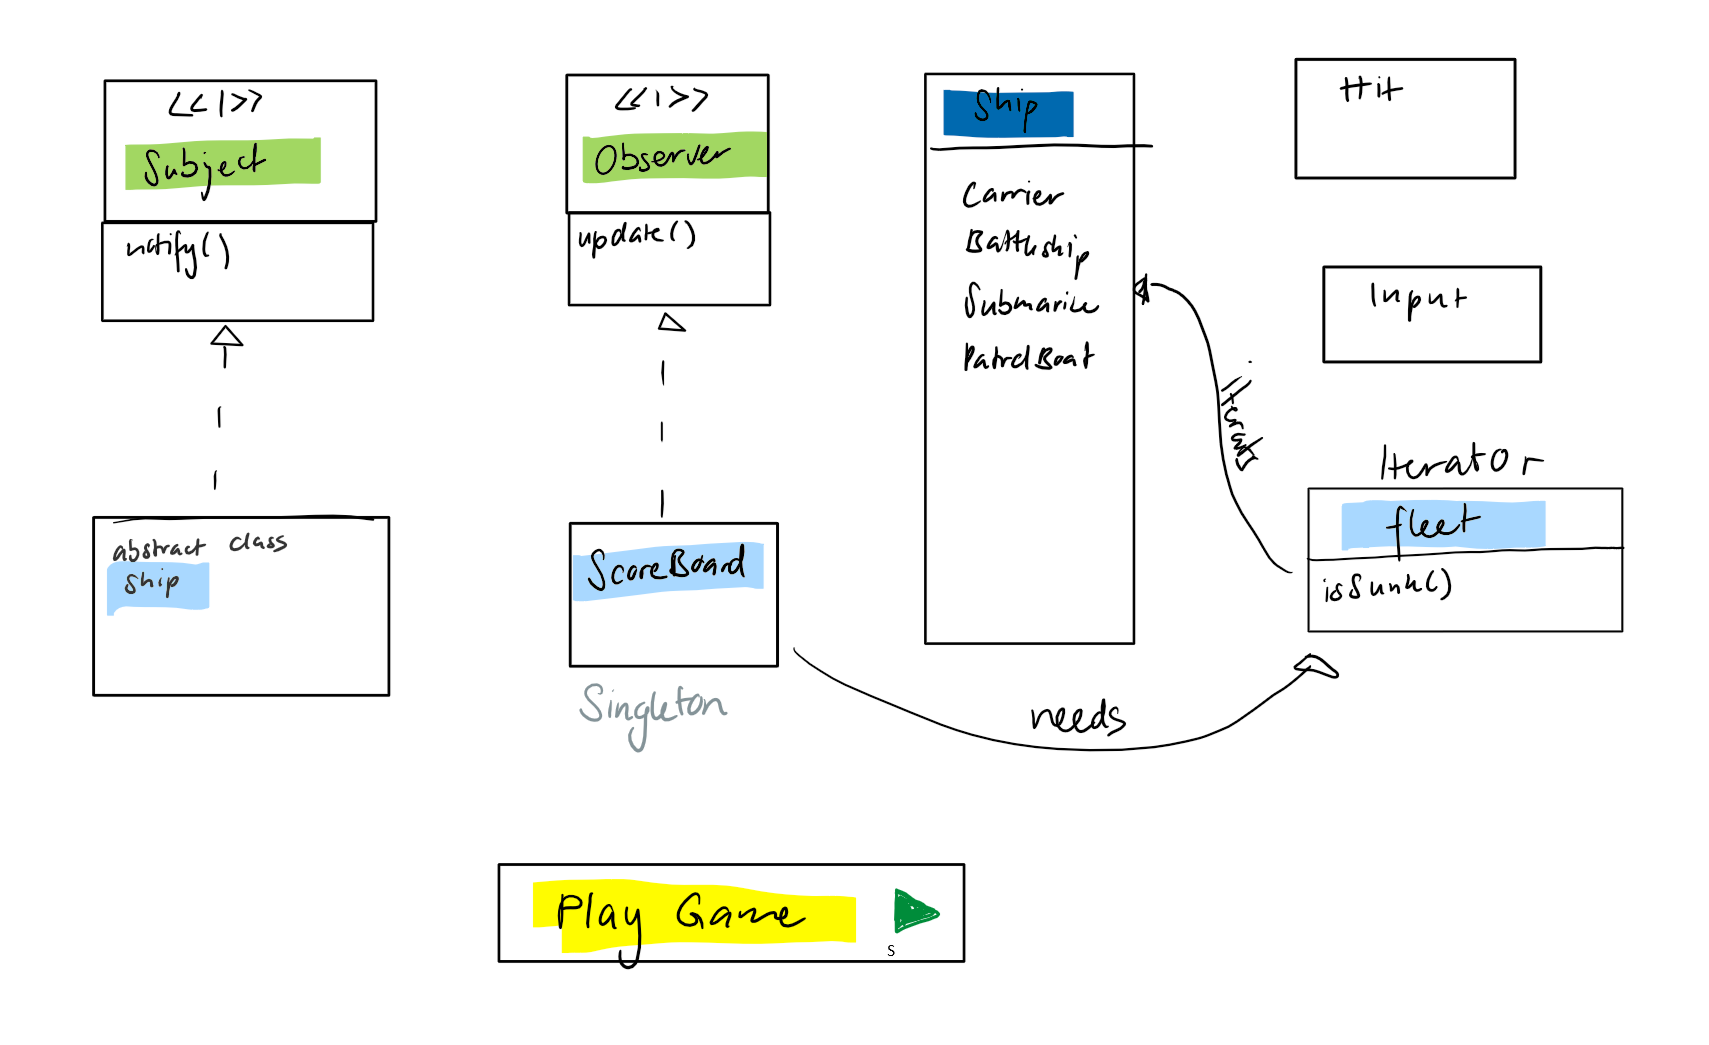 <<I>>
Subject
notify()
<<I>>
Observer
update()
Ship
Carrier
Battleship
Submarine
PatrolBoat
Hit
Input
iterates
Iterator
fleet
isSunk()
abstract class
ship
ScoreBoard
Singleton
needs
Play Game
S